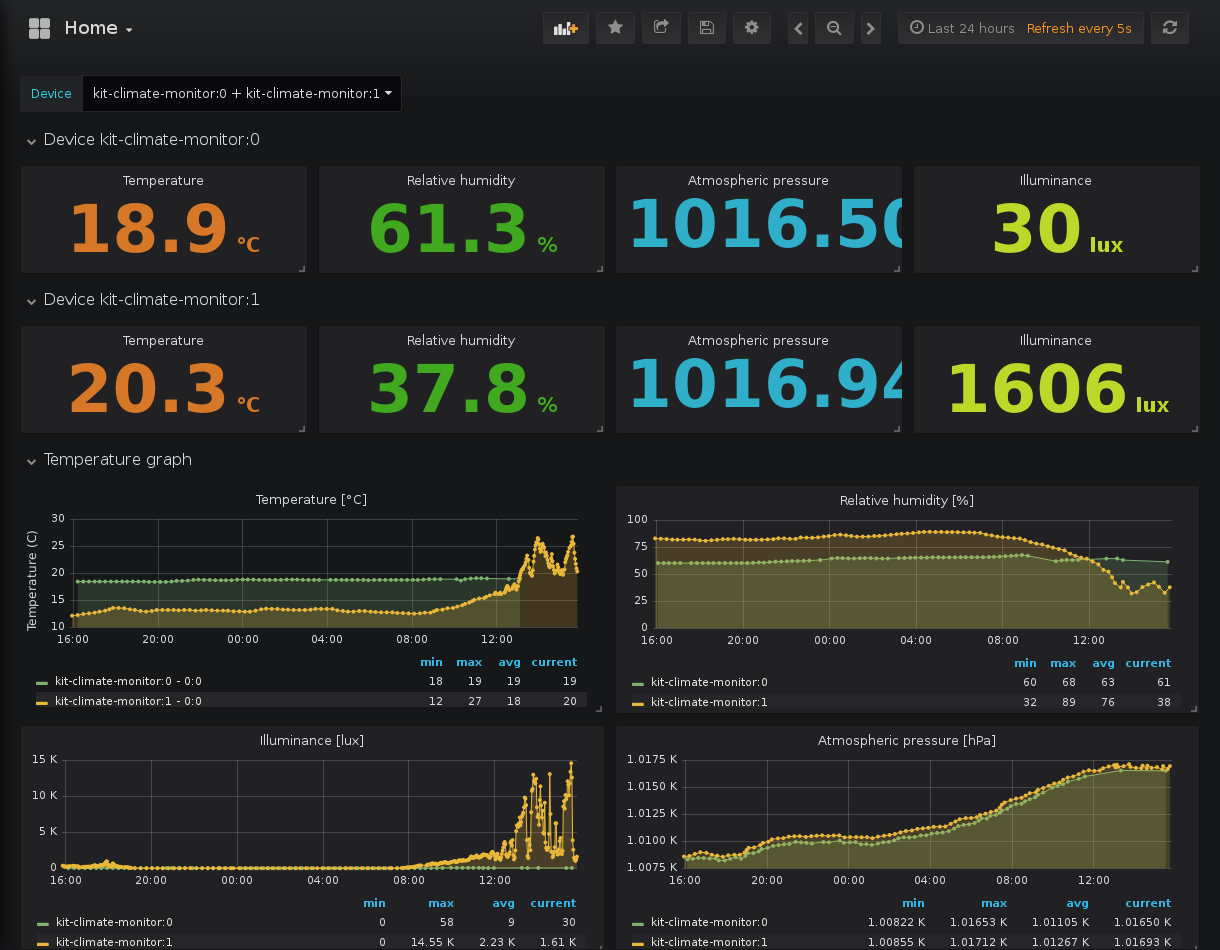 Home
Last 24 hours Refresh every 5s
Device kit-climate-monitor:0 + kit-climate-monitor:1
Device kit-climate-monitor:0
Temperature Relative humidity Atmospheric pressure Illuminance
18.9 °C 61.3 % 1016.50 30 lux
Device kit-climate-monitor:1
Temperature Relative humidity Atmospheric pressure Illuminance
20.3 °C 37.8 % 1016.94 1606 lux
Temperature graph
Temperature [°C]
Temperature (C)
30
25
20
15
10
16:00 20:00 00:00 04:00 08:00 12:00
min max avg current
kit-climate-monitor:0 - 0:0 18 19 19 19
kit-climate-monitor:1 - 0:0 12 27 18 20
Relative humidity [%]
100
75
50
25
0
16:00 20:00 00:00 04:00 08:00 12:00
min max avg current
kit-climate-monitor:0 60 68 63 61
kit-climate-monitor:1 32 89 76 38
Illuminance [lux]
15 K
10 K
5 K
0
16:00 20:00 00:00 04:00 08:00 12:00
min max avg current
kit-climate-monitor:0 0 58 9 30
kit-climate-monitor:1 0 14.55 K 2.23 K 1.61 K
Atmospheric pressure [hPa]
1.0175 K
1.0150 K
1.0125 K
1.0100 K
1.0075 K
16:00 20:00 00:00 04:00 08:00 12:00
min max avg current
kit-climate-monitor:0 1.00822 K 1.01653 K 1.01105 K 1.01650 K
kit-climate-monitor:1 1.00855 K 1.01712 K 1.01267 K 1.01693 K